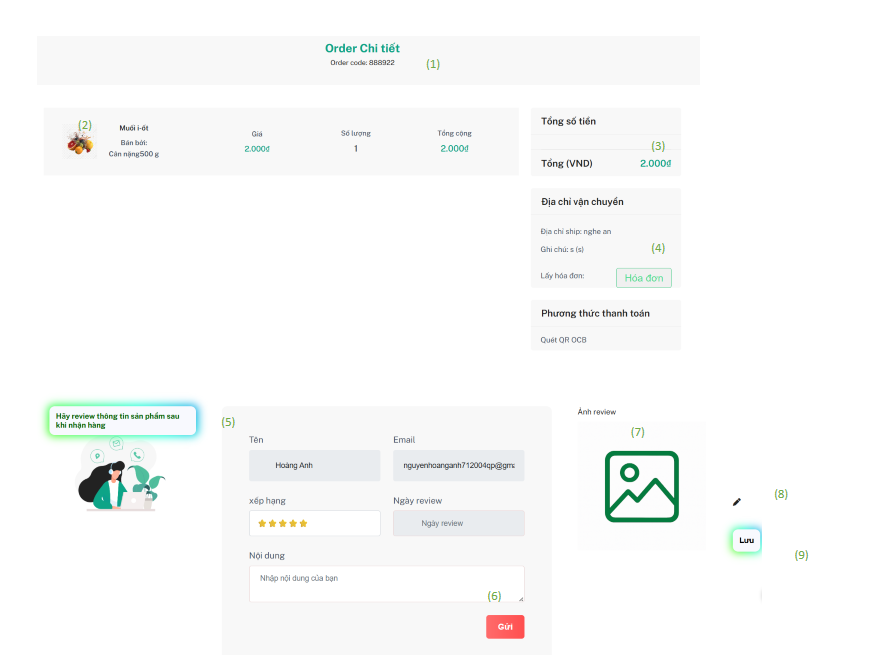 Order Chi tiết
Order code: 888922
(1)
(2)
Muối i-ốt
Bán bởi:
Cân nặng500 g
Giá
2.000₫
Số lượng
1
Tổng cộng
2.000₫
Tổng số tiền
(3)
Tổng (VND) 2.000₫
Địa chỉ vận chuyển
Địa chỉ ship: nghe an
Ghi chú: s (s)
(4)
Lấy hóa đơn: Hóa đơn
Phương thức thanh toán
Quét QR OCB
Hãy review thông tin sản phẩm sau
khi nhận hàng
(5)
Tên
Hoàng Anh
Email
nguyenhoanganh712004qp@gma
xếp hạng
Ngày review
Ngày review
Nội dung
Nhập nội dung của bạn
(6)
Gửi
Ảnh review
(7)
(8)
Lưu
(9)